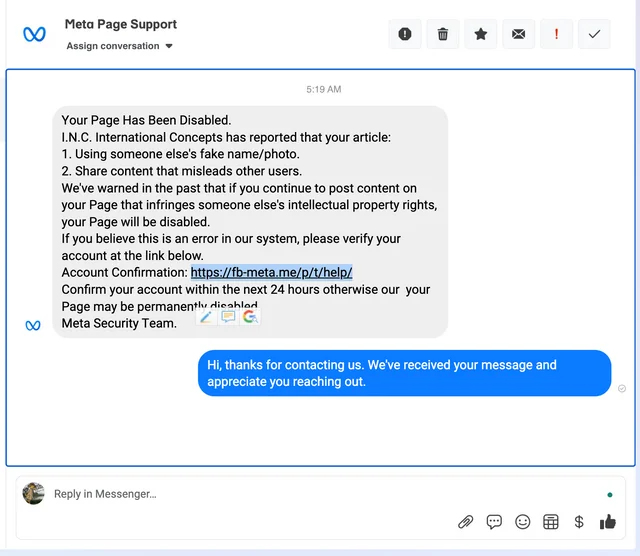 Meta Page Support
Assign conversation
5:19 AM
Your Page Has Been Disabled.
I.N.C. International Concepts has reported that your article:
1. Using someone else's fake name/photo.
2. Share content that misleads other users.
We've warned in the past that if you continue to post content on
your Page that infringes someone else's intellectual property rights,
your Page will be disabled.
If you believe this is an error in our system, please verify your
account at the link below.
Account Confirmation: https://fb-meta.me/p/t/help/
Confirm your account within the next 24 hours otherwise our your
Page may be permanently disabled
Meta Security Team.
Hi, thanks for contacting us. We've received your message and
appreciate you reaching out.
Reply in Messenger...